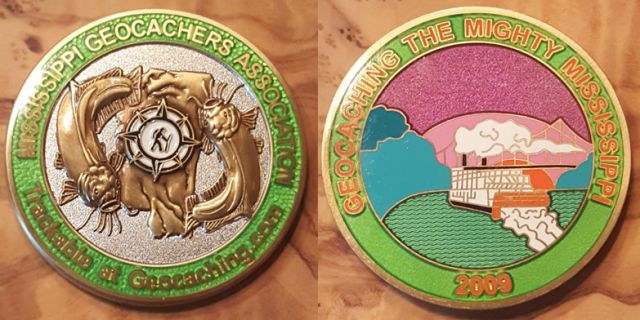 MISSISSIPPI GEOCACHERS ASSOCIATION
Trackable at Geocaching.com
GEOCACHING THE MIGHTY MISSISSIPPI
2009